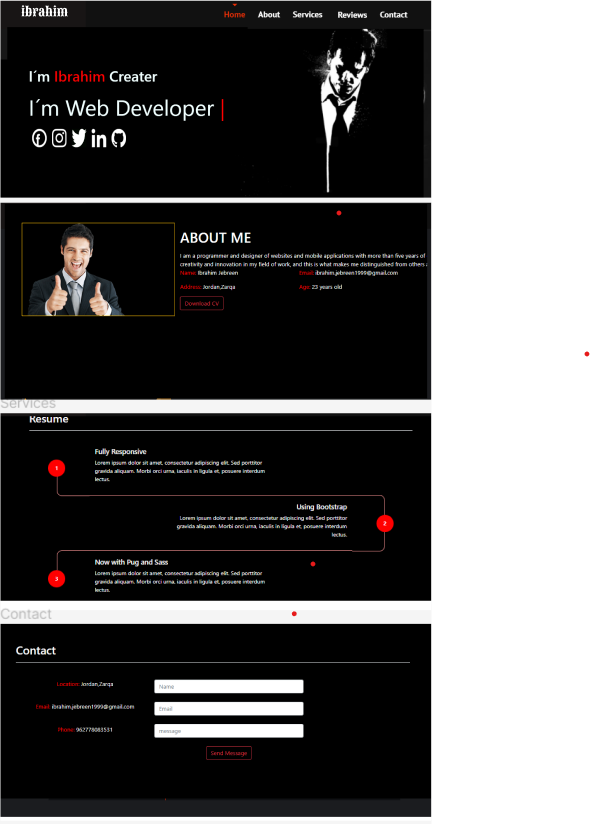 ibrahim
Home About Services Reviews Contact
I´m Ibrahim Creater
I´m Web Developer |
ABOUT ME
I am a programmer and designer of websites and mobile applications with more than five years of
creativity and innovation in my field of work, and this is what makes me distinguished from others
Name: Ibrahim Jebreen Email: ibrahim.jebreen1999@gmail.com
Address: Jordan,Zarqa Age: 23 years old
Download CV
Services
Resume
1
Fully Responsive
Lorem ipsum dolor sit amet, consectetur adipiscing elit. Sed porttitor
gravida aliquam. Morbi orci urna, iaculis in ligula et, posuere interdum
lectus.
Using Bootstrap
2
Lorem ipsum dolor sit amet, consectetur adipiscing elit. Sed porttitor
gravida aliquam. Morbi orci urna, iaculis in ligula et, posuere interdum
lectus.
Now with Pug and Sass
3
Lorem ipsum dolor sit amet, consectetur adipiscing elit. Sed porttitor
gravida aliquam. Morbi orci urna, iaculis in ligula et, posuere interdum
lectus.
Contact
Contact
Location: Jordan,Zarqa
Name
Email: ibrahim.jebreen1999@gmail.com
Email
Phone: 962778083531
message
Send Message